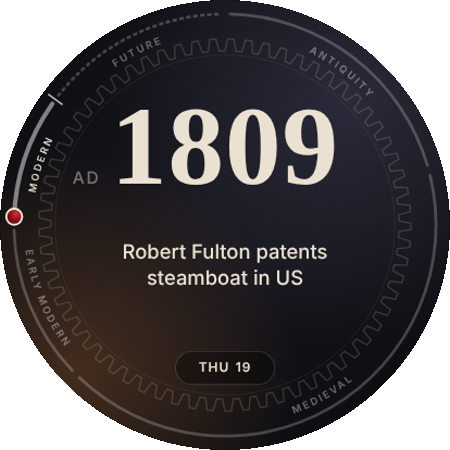 FUTURE
ANTIQUITY
MODERN
AD 1809
EARLY MODERN
Robert Fulton patents
steamboat in US
THU 19
MEDIEVAL